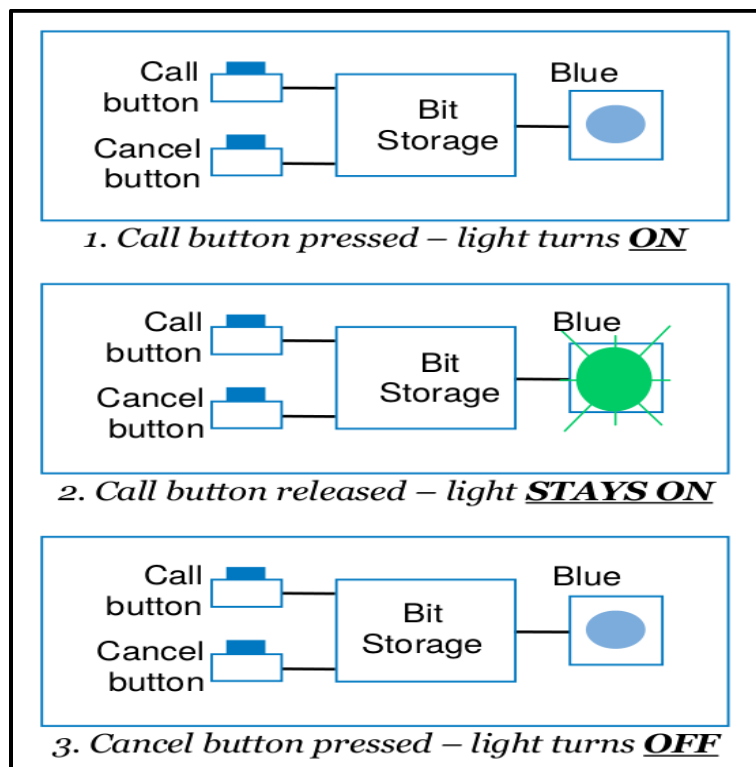 Call
button
Cancel
button
Bit
Storage
Blue
1. Call button pressed – light turns ON
Call
button
Cancel
button
Bit
Storage
Blue
2. Call button released – light STAYS ON
Call
button
Cancel
button
Bit
Storage
Blue
3. Cancel button pressed – light turns OFF